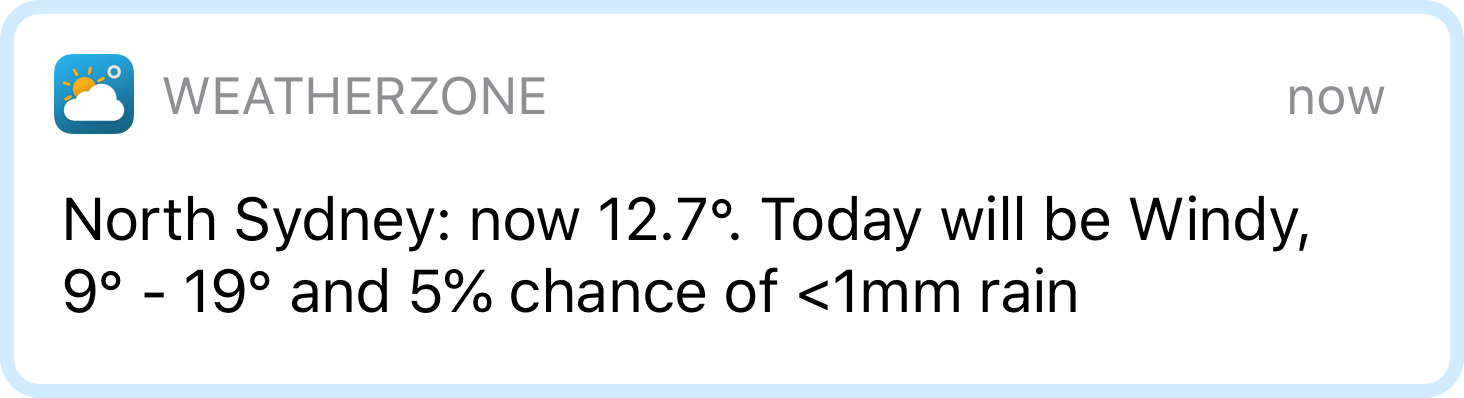 WEATHERZONE now
North Sydney: now 12.7°. Today will be Windy,
9° - 19° and 5% chance of <1mm rain